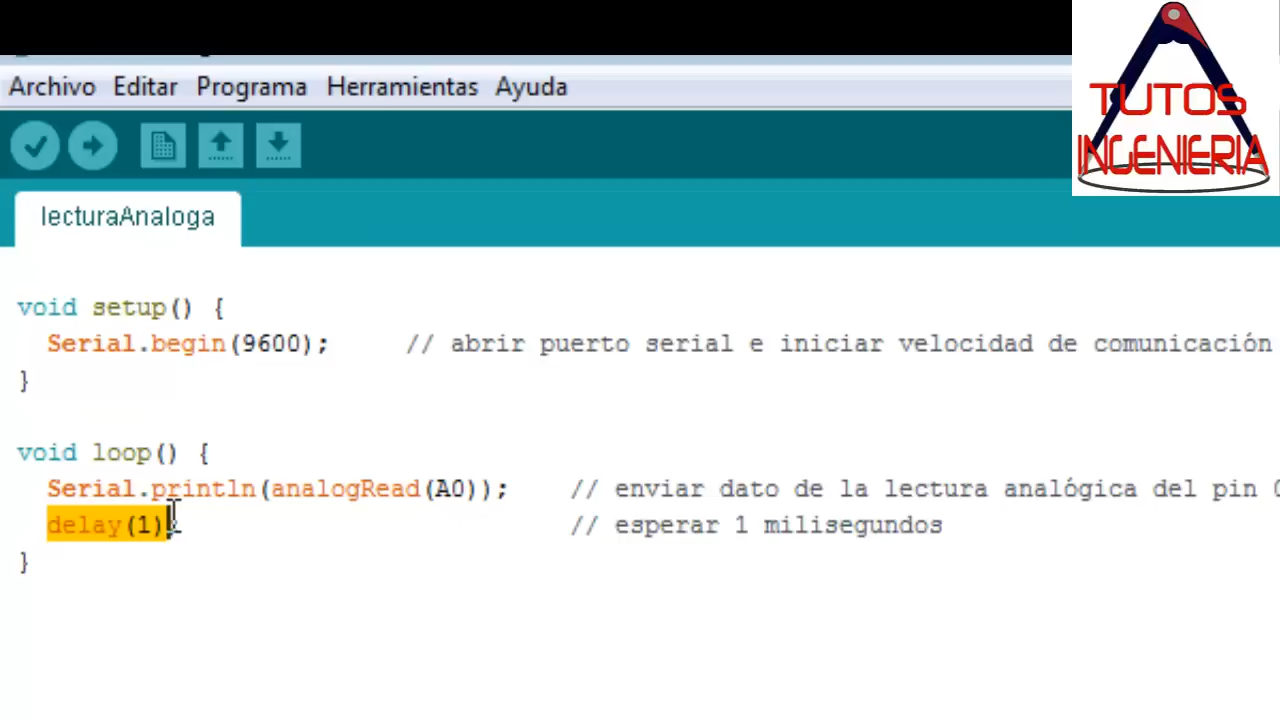 TUTOS
INGENIERIA
Archivo Editar Programa Herramientas Ayuda
lecturaAnaloga
void setup() {
Serial.begin(9600); // abrir puerto serial e iniciar velocidad de comunicación
}
void loop() {
Serial.println(analogRead(A0)); // enviar dato de la lectura analógica del pin
delay(1); // esperar 1 milisegundos
}